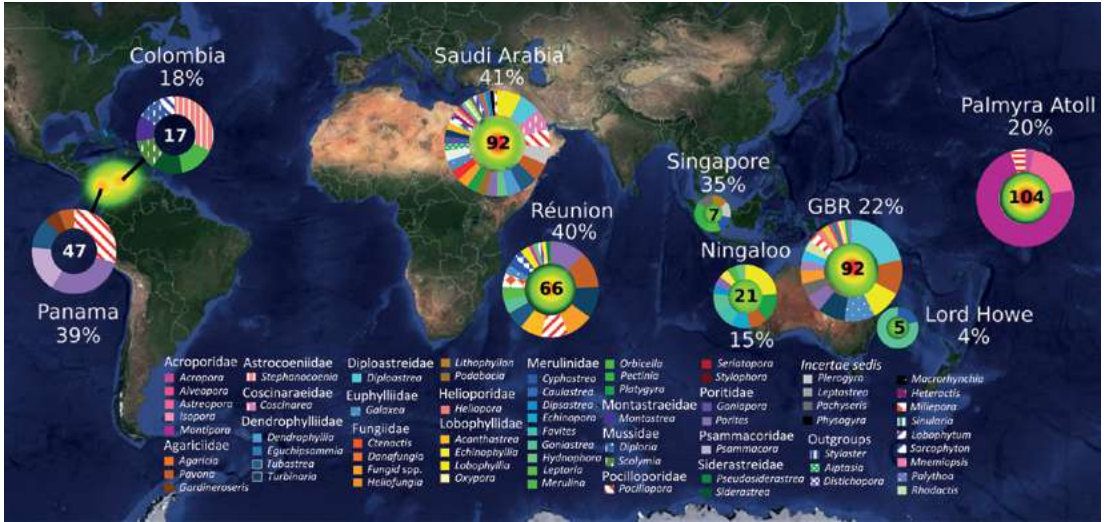 Colombia
18%
17
Saudi Arabia
41%
92
Palmyra Atoll
20%
104
Singapore
35%
7
GBR 22%
92
Réunion
40%
66
Ningaloo
21
15%
Lord Howe
4%
5
47
Panama
39%
Acroporidae
Acropora
Alveopora
Astreopora
Isopora
Montipora
Agariciidae
Agaricia
Pavona
Gardineroseris
Astrocoeniidae
Stephanocoenia
Coscinaraeidae
Coscinarea
Dendrophylliidae
Dendrophyllia
Eguchipsammia
Tubastrea
Turbinaria
Diploastreidae
Diploastrea
Euphylliidae
Galaxea
Fungiidae
Ctenactis
Danafungia
Fungid spp.
Heliofungia
Lithophyllon
Podabacia
Helioporidae
Heliopora
Lobophylliidae
Acanthastrea
Echinophyllia
Lobophyllia
Oxypora
Merulinidae
Cyphastrea
Caulastrea
Dipsastrea
Echinopora
Favites
Goniastrea
Hydnophora
Leptoria
Merulina
Orbicella
Pectinia
Platygyra
Montastraeidae
Montastrea
Mussidae
Diploria
Scolymia
Pocilloporidae
Pocillopora
Seriatopora
Stylophora
Poritidae
Goniopora
Porites
Psammacoridae
Psammacora
Siderastreidae
Pseudosiderastrea
Siderastrea
Incertae sedis
Plerogyra
Leptastrea
Pachyseris
Physogyra
Outgroups
Stylaster
Aiptasia
Distichopora
Macrorhynchia
Heteractis
Millepora
Sinularia
Lobophytum
Sarcophyton
Mnemiopsis
Palythoa
Rhodactis